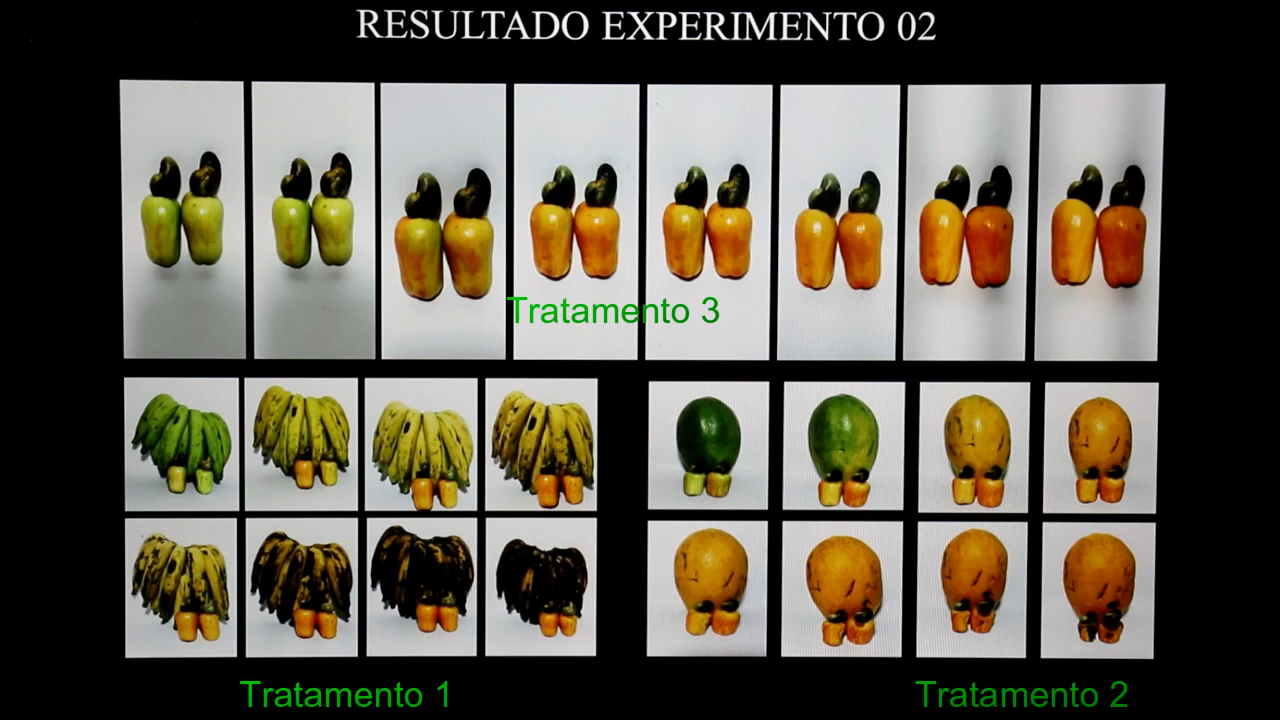 RESULTADO EXPERIMENTO 02
Tratamento 3
Tratamento 1
Tratamento 2